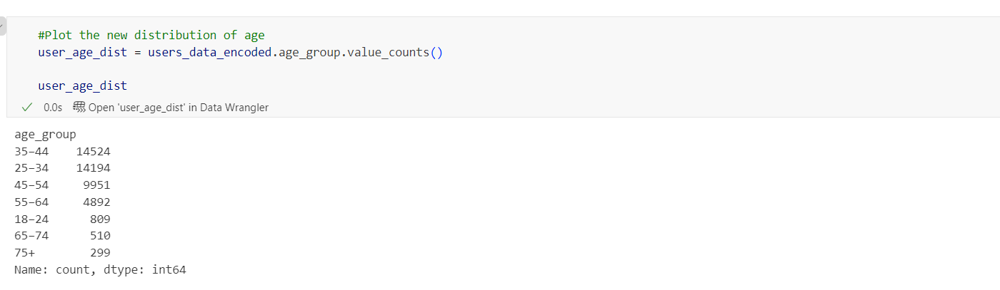 #Plot the new distribution of age
user_age_dist = users_data_encoded.age_group.value_counts()
user_age_dist
0.0s Open 'user_age_dist' in Data Wrangler
age_group
35–44 14524
25–34 14194
45–54 9951
55–64 4892
18–24 809
65–74 510
75+ 299
Name: count, dtype: int64